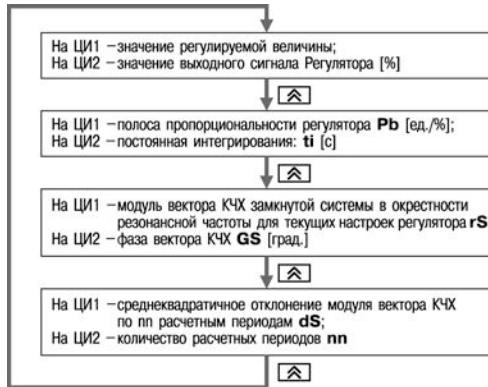 На ЦИ1 –значение регулируемой величины;
На ЦИ2 –значение выходного сигнала Регулятора [%]
На ЦИ1 –полоса пропорциональности регулятора Pb [ед./%];
На ЦИ2 –постоянная интегрирования: ti [с]
На ЦИ1 –модуль вектора КЧХ замкнутой системы в окрестности
резонансной частоты для текущих настроек регулятора rS
На ЦИ2 –фаза вектора КЧХ GS [град.]
На ЦИ1 –среднеквадратичное отклонение модуля вектора КЧХ
по nn расчетным периодам dS;
На ЦИ2 –количество расчетных периодов nn